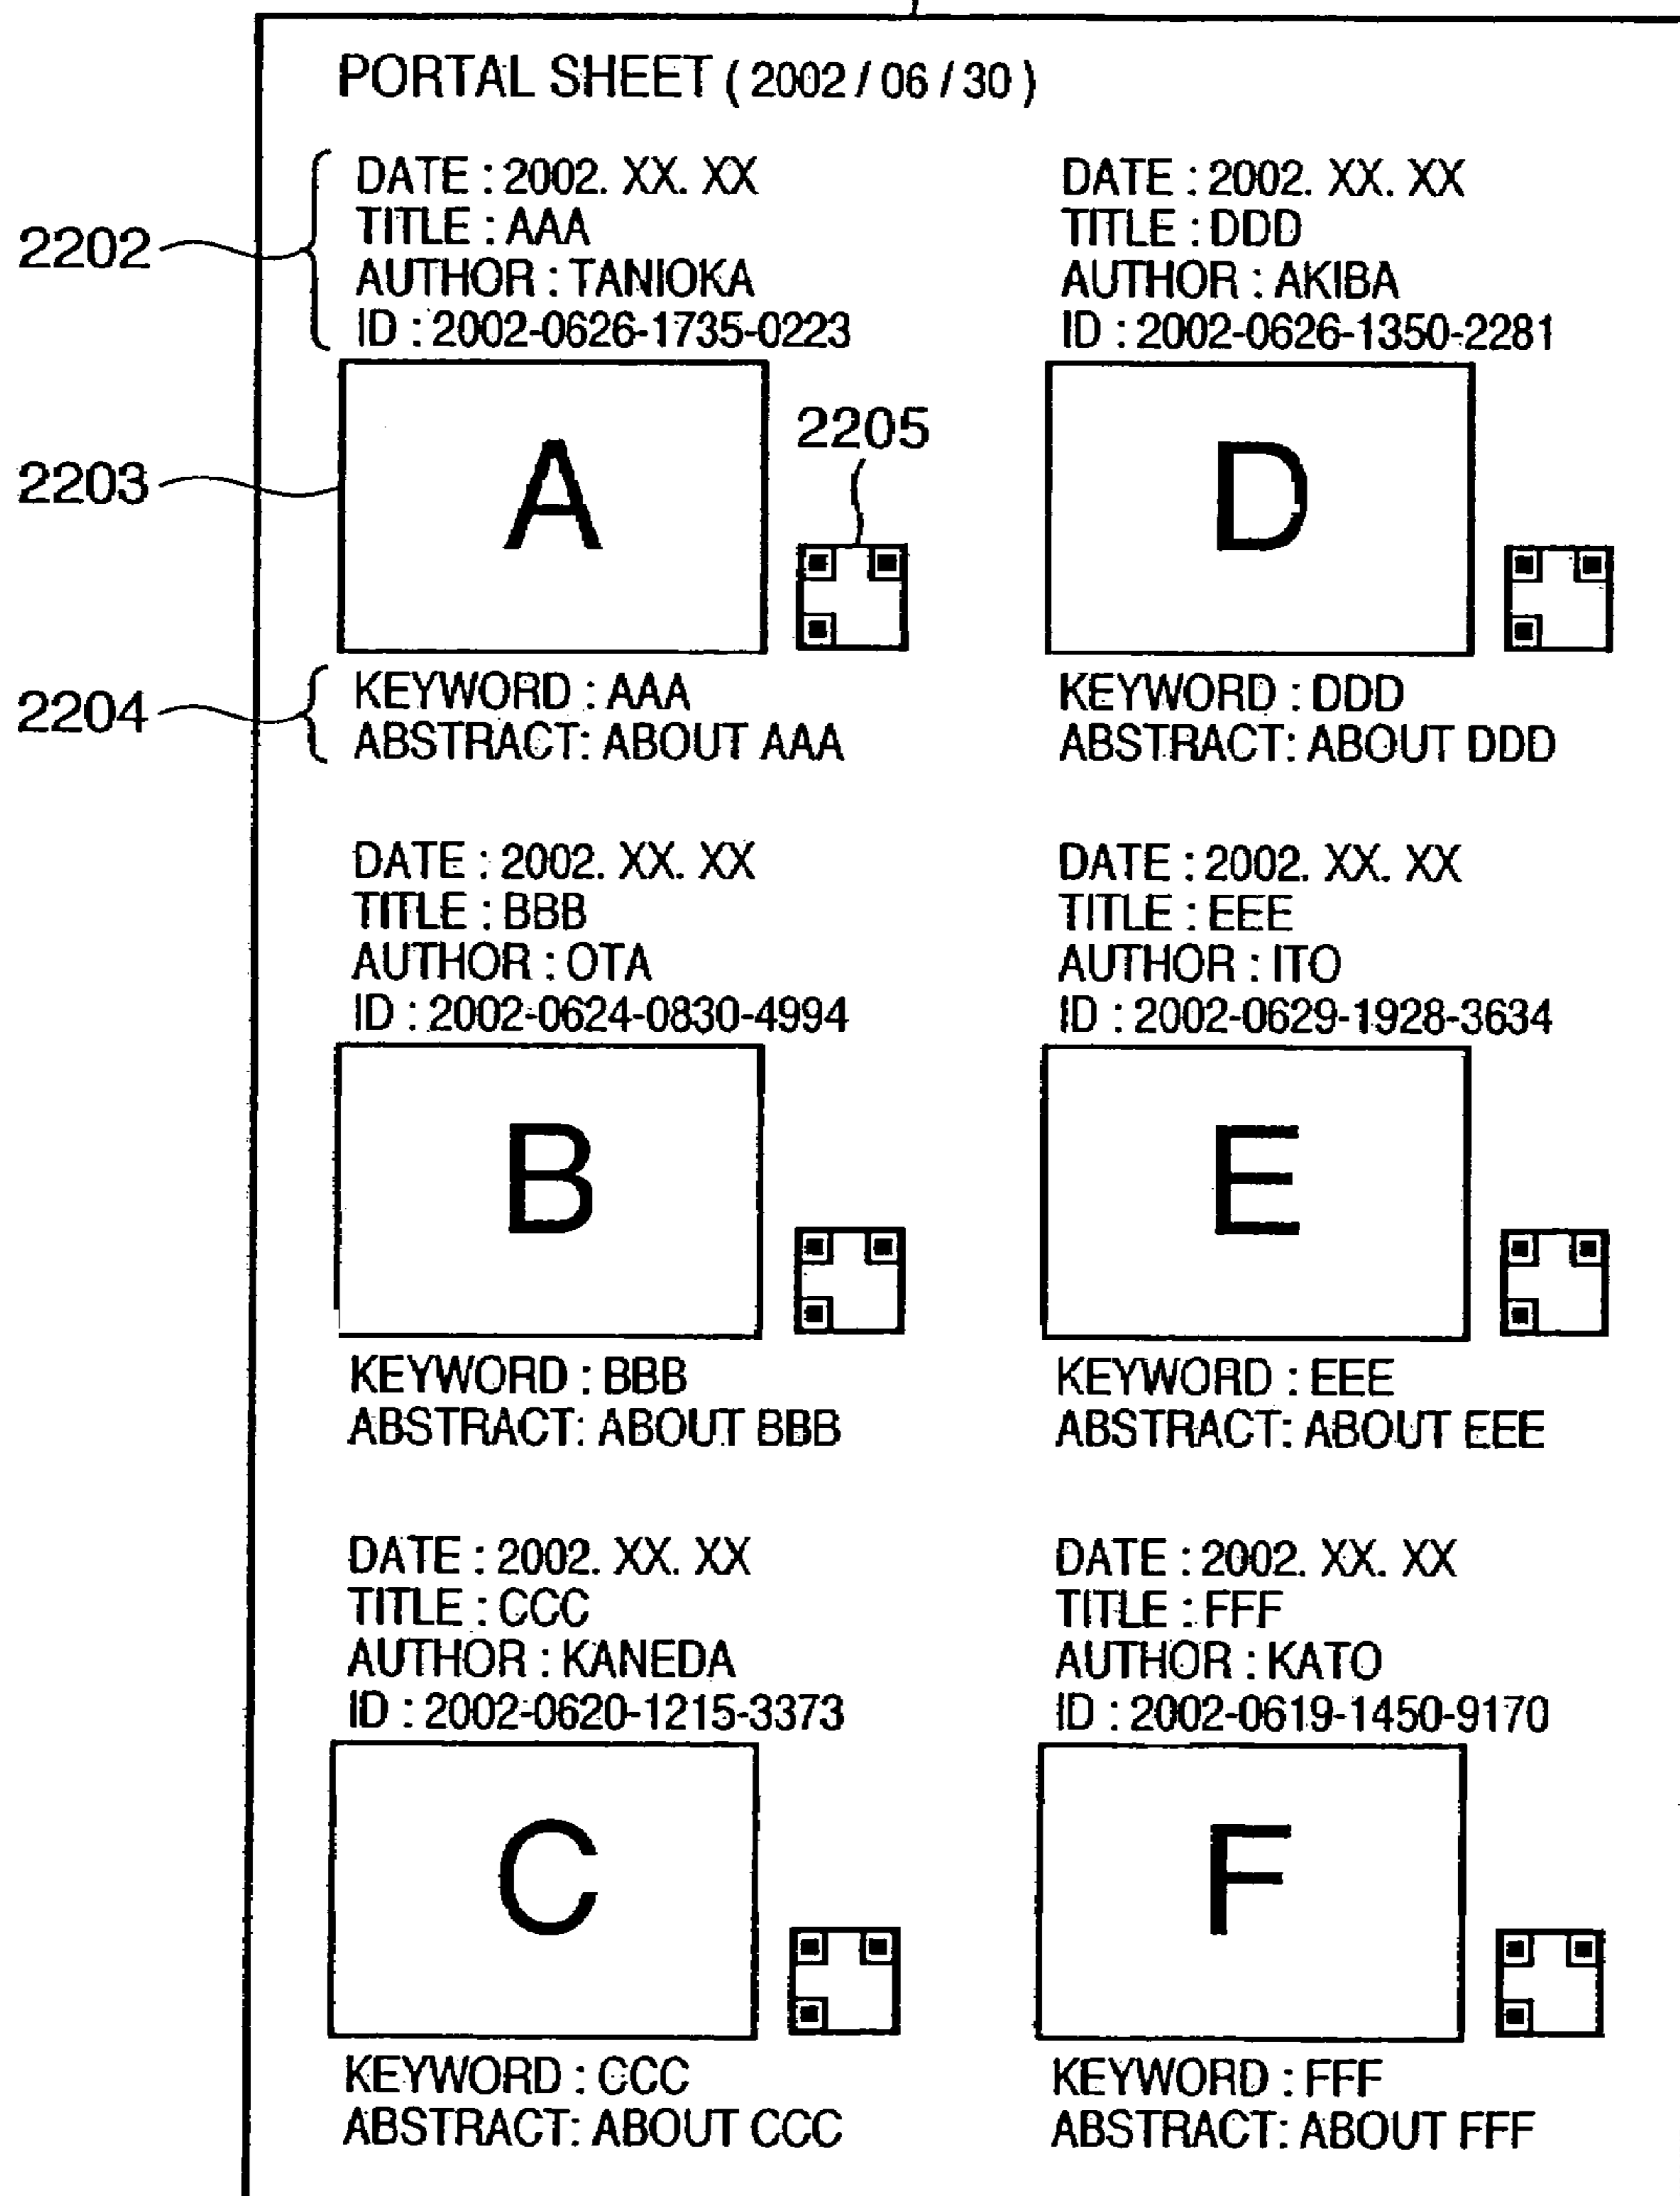 PORTAL SHEET ( 2002 / 06 / 30 )
2202
DATE : 2002. XX. XX
TITLE : AAA
AUTHOR : TANIOKA
ID : 2002-0626-1735-0223
2203
A
2205
2204
KEYWORD : AAA
ABSTRACT: ABOUT AAA
DATE : 2002. XX. XX
TITLE : DDD
AUTHOR : AKIBA
ID : 2002-0626-1350-2281
D
KEYWORD : DDD
ABSTRACT: ABOUT DDD
DATE : 2002. XX. XX
TITLE : BBB
AUTHOR : OTA
ID : 2002-0624-0830-4994
B
KEYWORD : BBB
ABSTRACT: ABOUT BBB
DATE : 2002. XX. XX
TITLE : EEE
AUTHOR : ITO
ID : 2002-0629-1928-3634
E
KEYWORD : EEE
ABSTRACT: ABOUT EEE
DATE : 2002. XX. XX
TITLE : CCC
AUTHOR : KANEDA
ID : 2002-0620-1215-3373
C
KEYWORD : CCC
ABSTRACT: ABOUT CCC
DATE : 2002. XX. XX
TITLE : FFF
AUTHOR : KATO
ID : 2002-0619-1450-9170
F
KEYWORD : FFF
ABSTRACT: ABOUT FFF